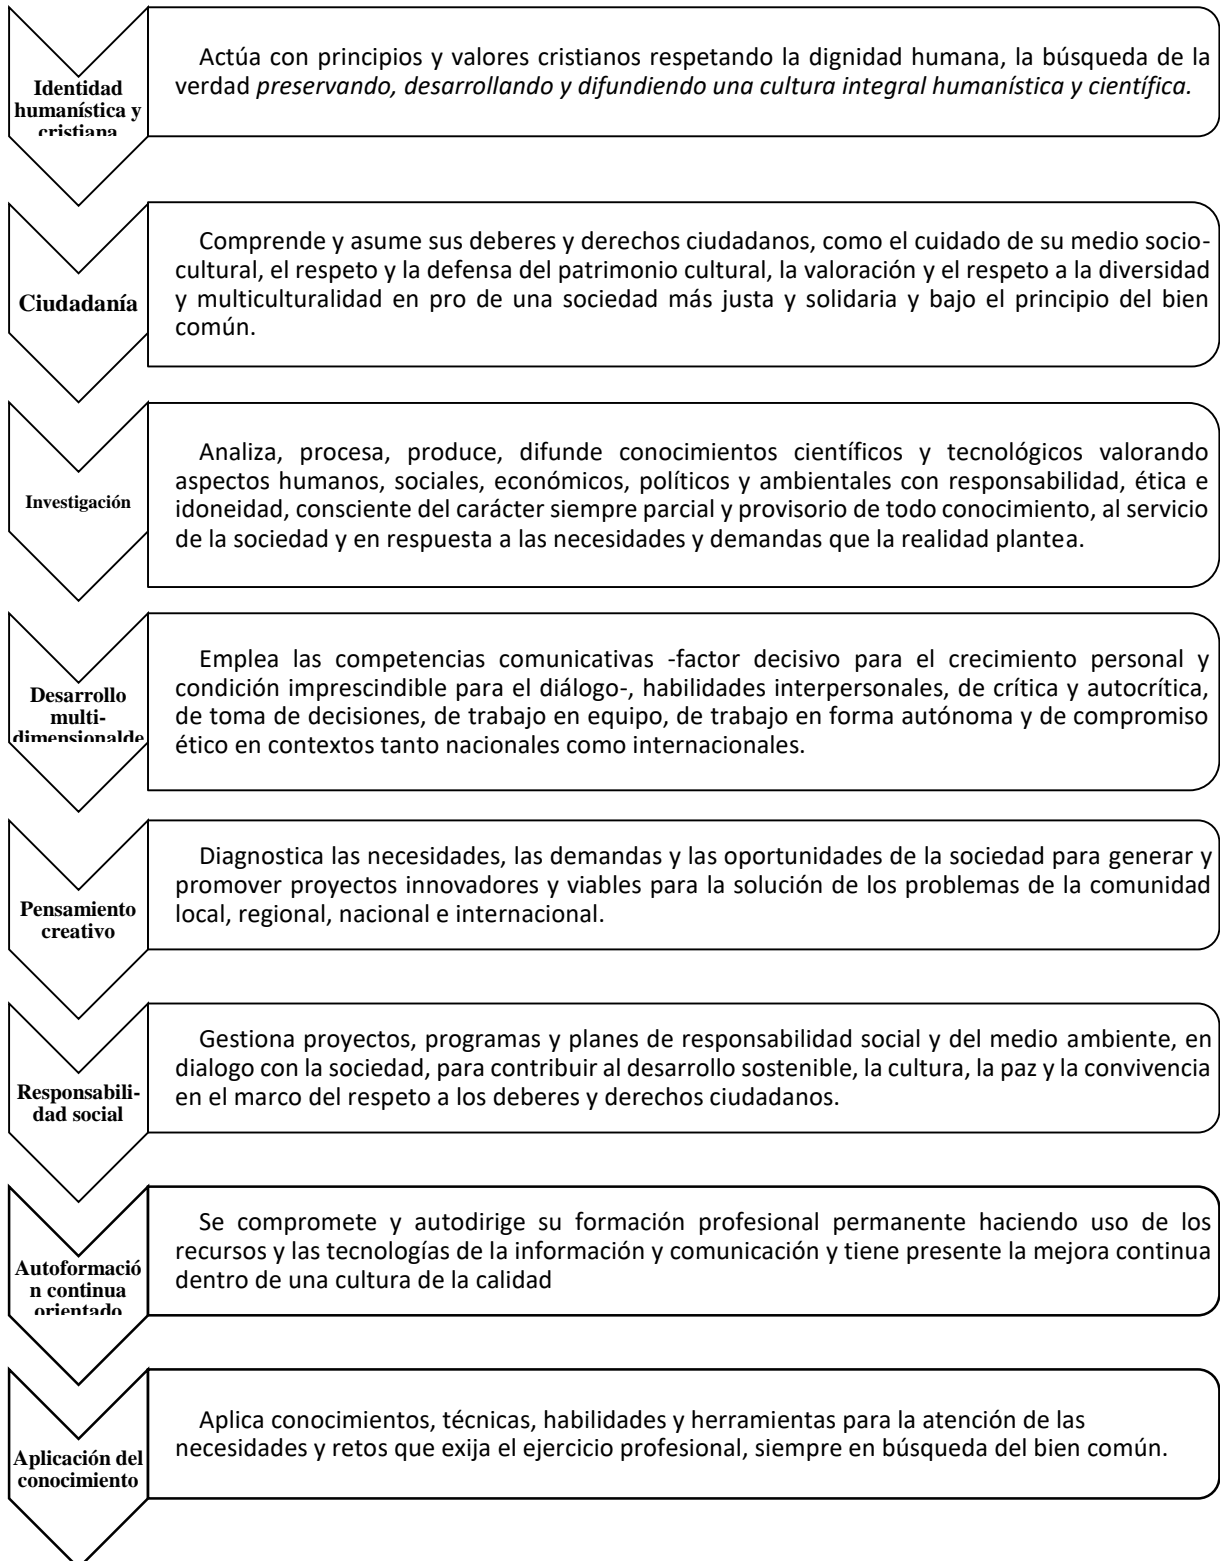 Identidad
humanística y
cristiana
Actúa con principios y valores cristianos respetando la dignidad humana, la búsqueda de la
verdad preservando, desarrollando y difundiendo una cultura integral humanística y científica.
Ciudadanía
Comprende y asume sus deberes y derechos ciudadanos, como el cuidado de su medio socio-
cultural, el respeto y la defensa del patrimonio cultural, la valoración y el respeto a la diversidad
y multiculturalidad en pro de una sociedad más justa y solidaria y bajo el principio del bien
común.
Investigación
Analiza, procesa, produce, difunde conocimientos científicos y tecnológicos valorando
aspectos humanos, sociales, económicos, políticos y ambientales con responsabilidad, ética e
idoneidad, consciente del carácter siempre parcial y provisorio de todo conocimiento, al servicio
de la sociedad y en respuesta a las necesidades y demandas que la realidad plantea.
Desarrollo
multi-
dimensionalde
Emplea las competencias comunicativas -factor decisivo para el crecimiento personal y
condición imprescindible para el diálogo-, habilidades interpersonales, de crítica y autocrítica,
de toma de decisiones, de trabajo en equipo, de trabajo en forma autónoma y de compromiso
ético en contextos tanto nacionales como internacionales.
Pensamiento
creativo
Diagnostica las necesidades, las demandas y las oportunidades de la sociedad para generar y
promover proyectos innovadores y viables para la solución de los problemas de la comunidad
local, regional, nacional e internacional.
Responsabili-
dad social
Gestiona proyectos, programas y planes de responsabilidad social y del medio ambiente, en
dialogo con la sociedad, para contribuir al desarrollo sostenible, la cultura, la paz y la convivencia
en el marco del respeto a los deberes y derechos ciudadanos.
Autoformació
n continua
orientado
Se compromete y autodirige su formación profesional permanente haciendo uso de los
recursos y las tecnologías de la información y comunicación y tiene presente la mejora continua
dentro de una cultura de la calidad
Aplicación del
conocimiento
Aplica conocimientos, técnicas, habilidades y herramientas para la atención de las
necesidades y retos que exija el ejercicio profesional, siempre en búsqueda del bien común.